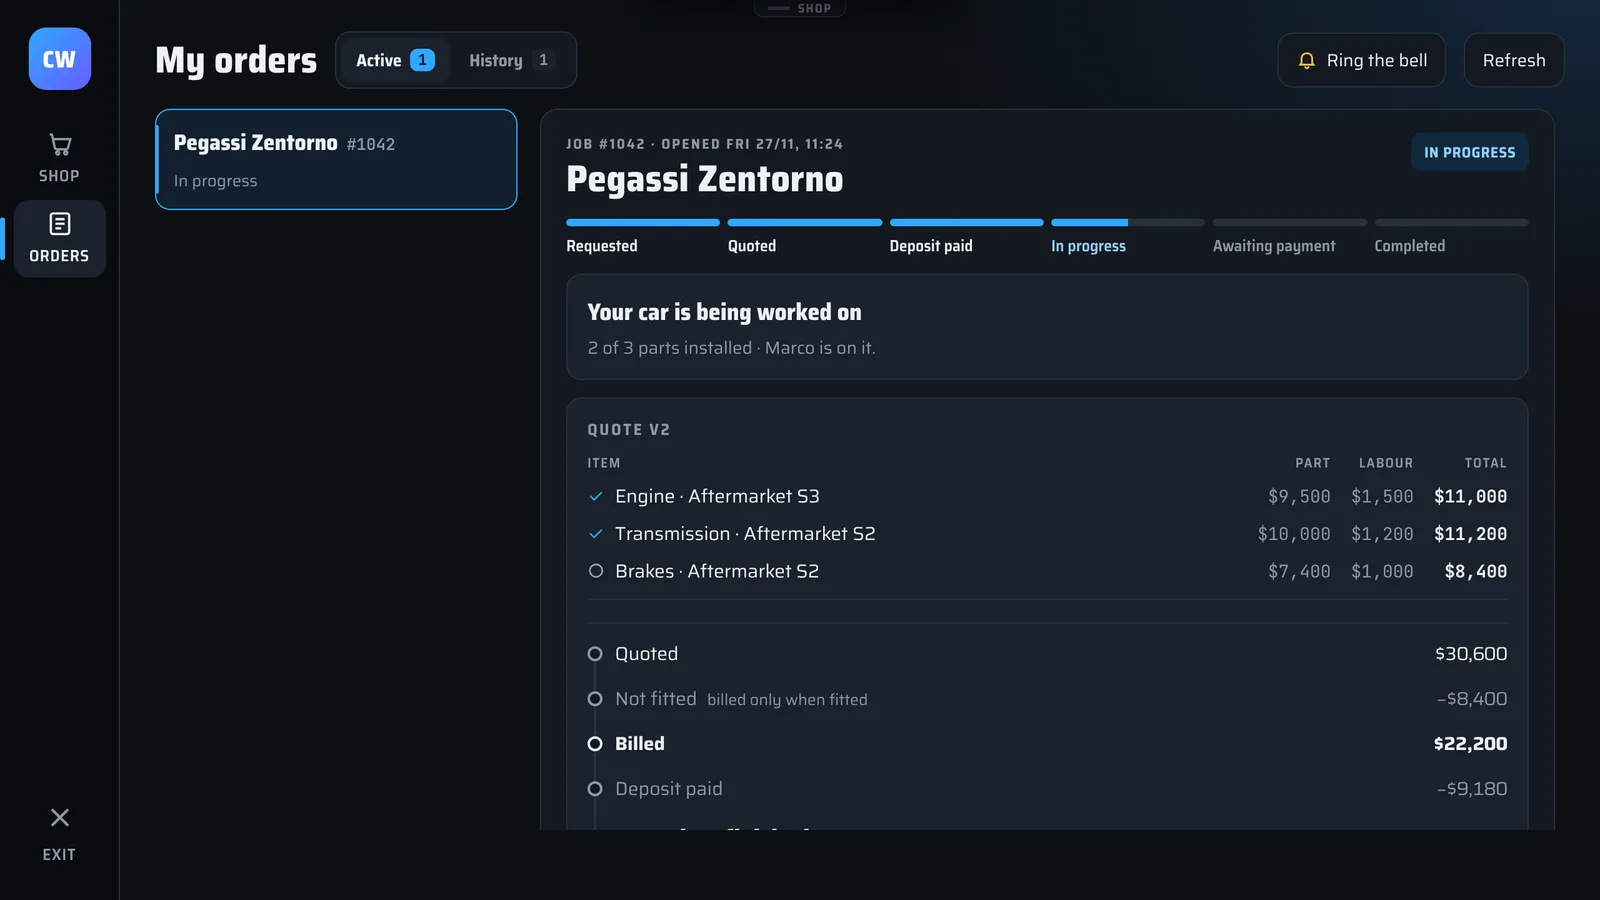 SHOP
CW
My orders
Active 1
History 1
Ring the bell
Refresh
SHOP
ORDERS
EXIT
Pegassi Zentorno #1042
In progress
JOB #1042 · OPENED FRI 27/11, 11:24
IN PROGRESS
Pegassi Zentorno
Requested
Quoted
Deposit paid
In progress
Awaiting payment
Completed
Your car is being worked on
2 of 3 parts installed · Marco is on it.
QUOTE V2
ITEM PART LABOUR TOTAL
Engine · Aftermarket S3 $9,500 $1,500 $11,000
Transmission · Aftermarket S2 $10,000 $1,200 $11,200
Brakes · Aftermarket S2 $7,400 $1,000 $8,400
Quoted $30,600
Not fitted billed only when fitted –$8,400
Billed $22,200
Deposit paid –$9,180